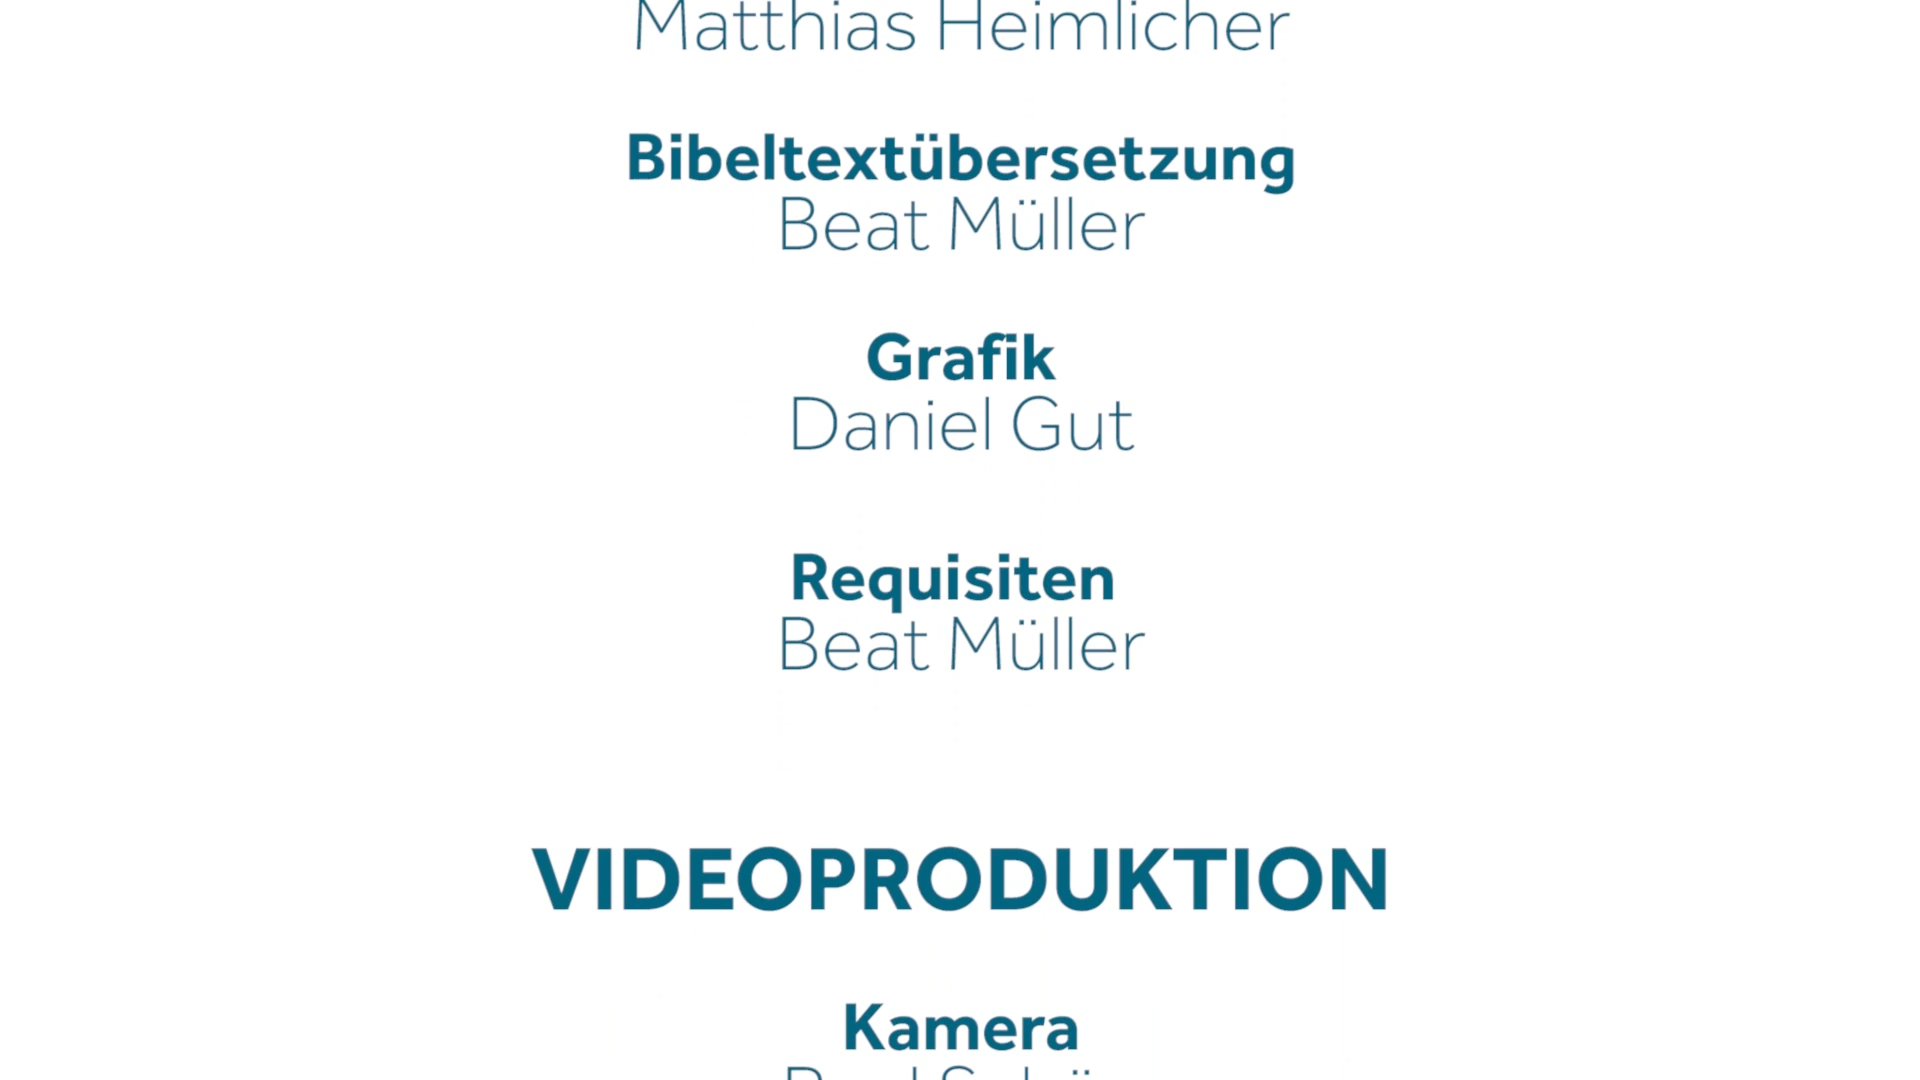 Matthias Heimlicher
Bibeltextübersetzung
Beat Müller
Grafik
Daniel Gut
Requisiten
Beat Müller
VIDEOPRODUKTION
Kamera